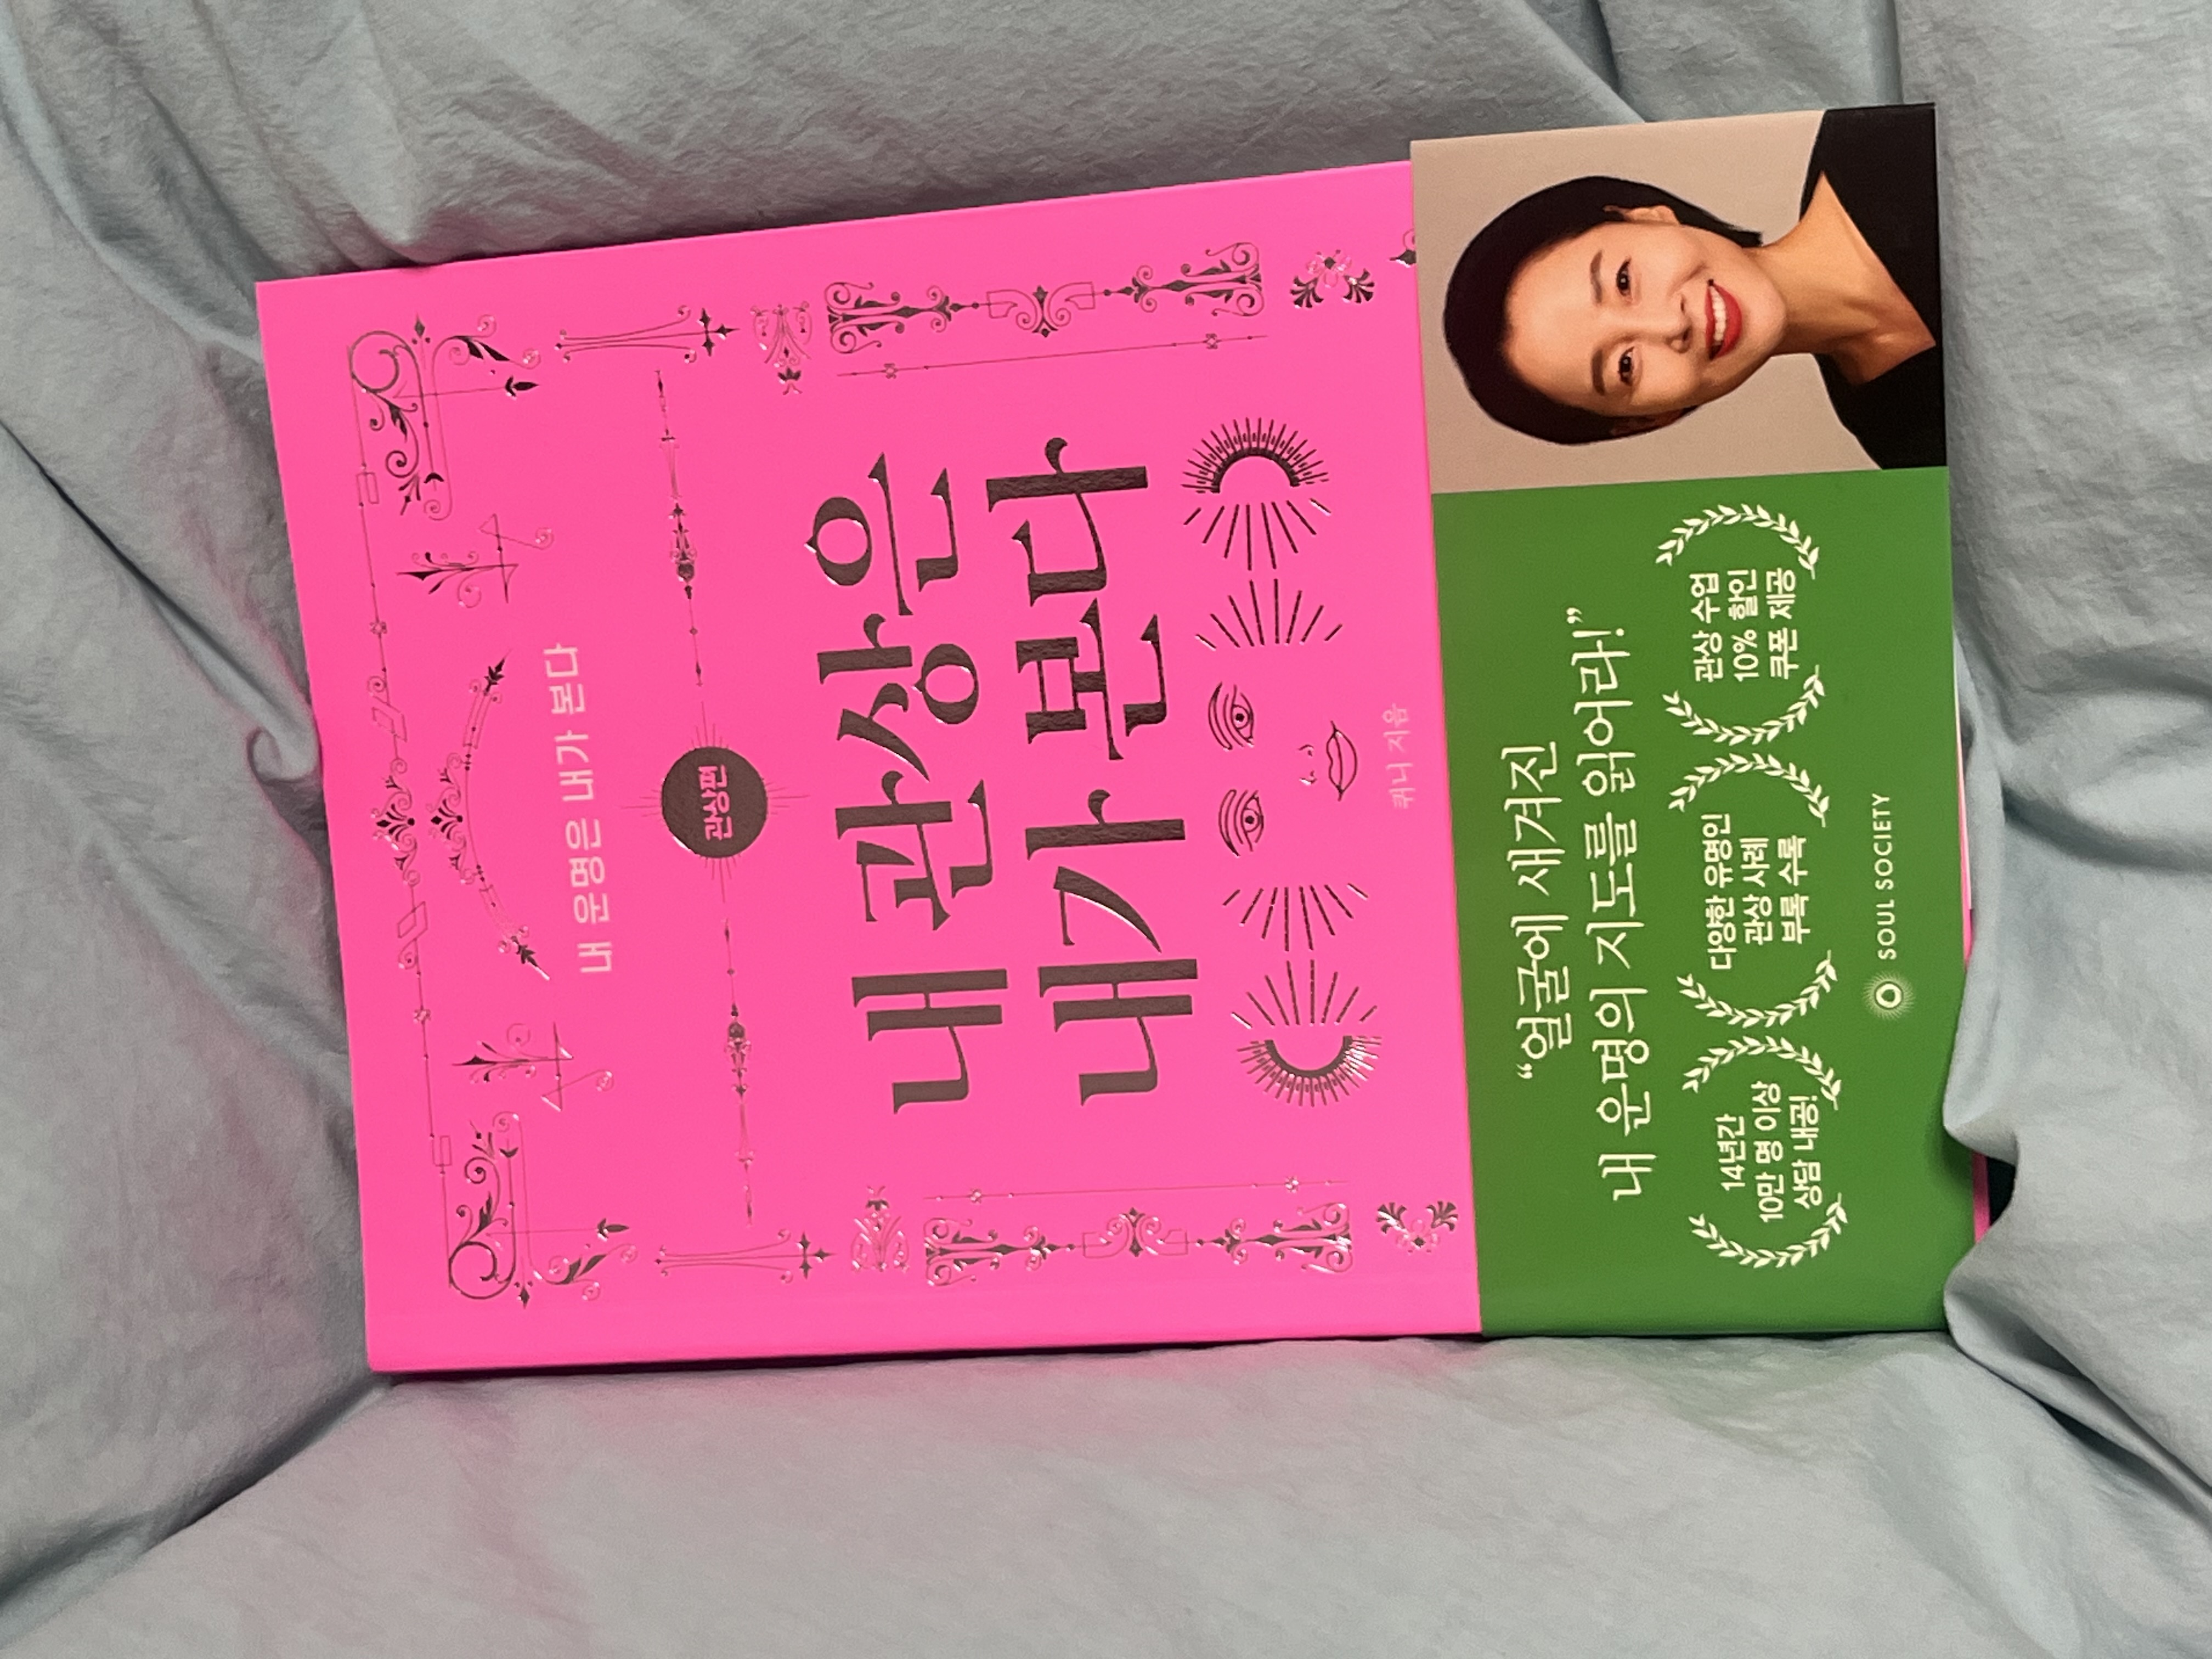 내 운명은 내가 본다
관상편
내 관상은
내가 본다
퀴니 지음
“얼굴에 새겨진
내 운명의 지도를 읽어라!”
14년간
10만 명 이상
상담 내공!
다양한 유명인
관상 사례
부록 수록
관상 수업
10% 할인
쿠폰 제공
SOUL SOCIETY